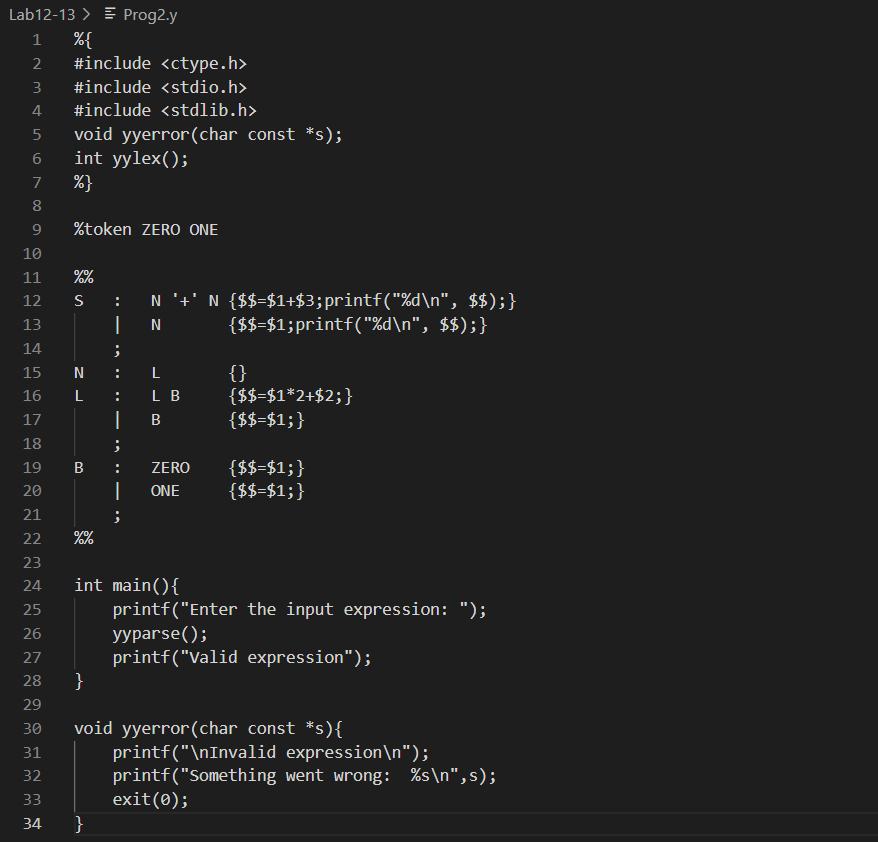 Lab12-13 > Prog2.y
1 %{
2 #include <ctype.h>
3 #include <stdio.h>
4 #include <stdlib.h>
5 void yyerror(char const *s);
6 int yylex();
7 %}
8
9 %token ZERO ONE
10
11 %%
12 S   :   N '+' N {$$=$1+$3;printf("%d\n", $$);}
13     |   N       {$$=$1;printf("%d\n", $$);}
14     ;
15 N   :   L       {}
16 L   :   L B     {$$=$1*2+$2;}
17     |   B       {$$=$1;}
18     ;
19 B   :   ZERO    {$$=$1;}
20     |   ONE     {$$=$1;}
21     ;
22 %%
23
24 int main(){
25     printf("Enter the input expression: ");
26     yyparse();
27     printf("Valid expression");
28 }
29
30 void yyerror(char const *s){
31     printf("\nInvalid expression\n");
32     printf("Something went wrong:  %s\n",s);
33     exit(0);
34 }